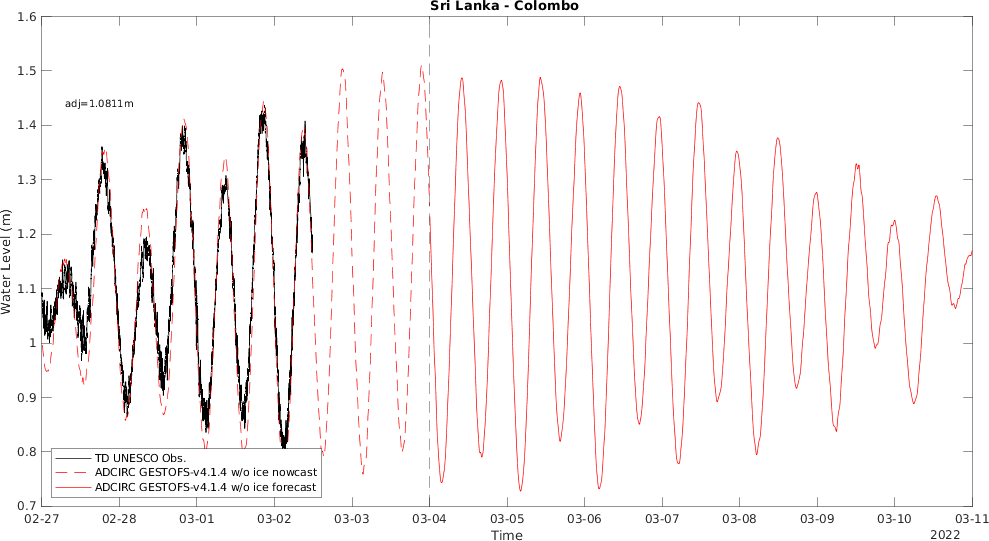 Sri Lanka - Colombo
1.6
1.5
adj=1.0811m
1.4
1.3
1.2
Water Level (m)
1.1
1
0.9
0.8
0.7
TD UNESCO Obs.
ADCIRC GESTOFS-v4.1.4 w/o ice nowcast
ADCIRC GESTOFS-v4.1.4 w/o ice forecast
02-27 02-28 03-01 03-02 03-03 03-04 03-05 03-06 03-07 03-08 03-09 03-10 03-11
Time
2022